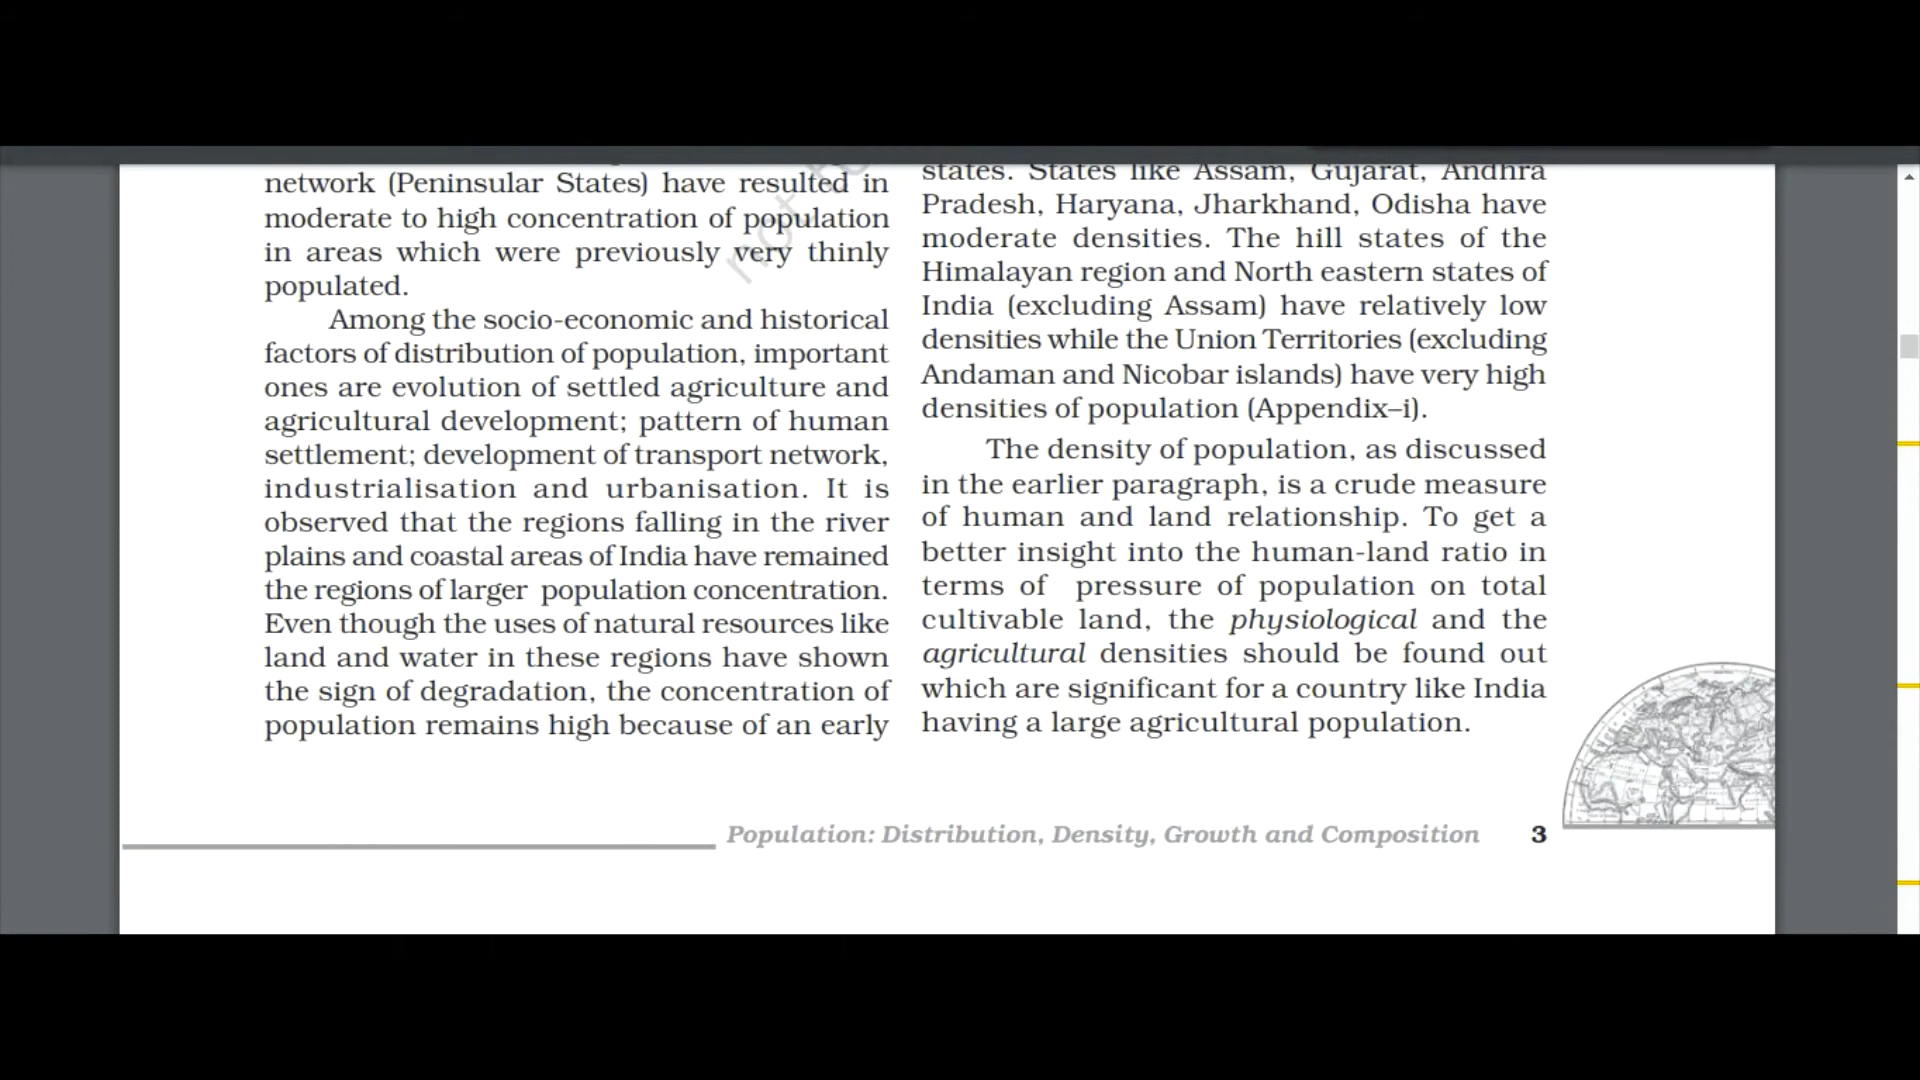 network (Peninsular States) have resulted in
moderate to high concentration of population
in areas which were previously very thinly
populated.
Among the socio-economic and historical
factors of distribution of population, important
ones are evolution of settled agriculture and
agricultural development; pattern of human
settlement; development of transport network,
industrialisation and urbanisation. It is
observed that the regions falling in the river
plains and coastal areas of India have remained
the regions of larger population concentration.
Even though the uses of natural resources like
land and water in these regions have shown
the sign of degradation, the concentration of
population remains high because of an early
states. States like Assam, Gujarat, Andhra
Pradesh, Haryana, Jharkhand, Odisha have
moderate densities. The hill states of the
Himalayan region and North eastern states of
India (excluding Assam) have relatively low
densities while the Union Territories (excluding
Andaman and Nicobar islands) have very high
densities of population (Appendix–i).
The density of population, as discussed
in the earlier paragraph, is a crude measure
of human and land relationship. To get a
better insight into the human-land ratio in
terms of pressure of population on total
cultivable land, the physiological and the
agricultural densities should be found out
which are significant for a country like India
having a large agricultural population.
Population: Distribution, Density, Growth and Composition 3
not